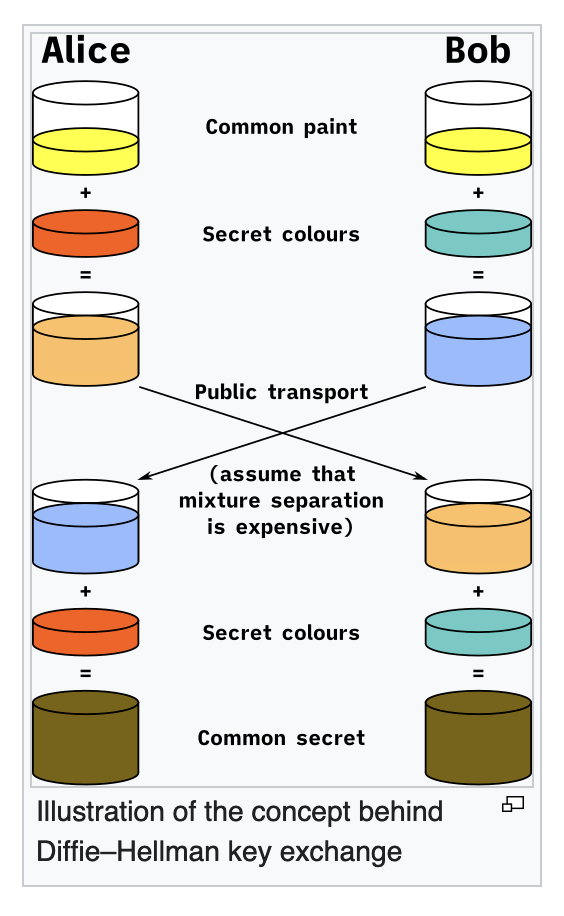 Alice
Bob
Common paint
+
+
Secret colours
=
=
Public transport
(assume that
mixture separation
is expensive)
+
+
Secret colours
=
=
Common secret
Illustration of the concept behind
Diffie–Hellman key exchange